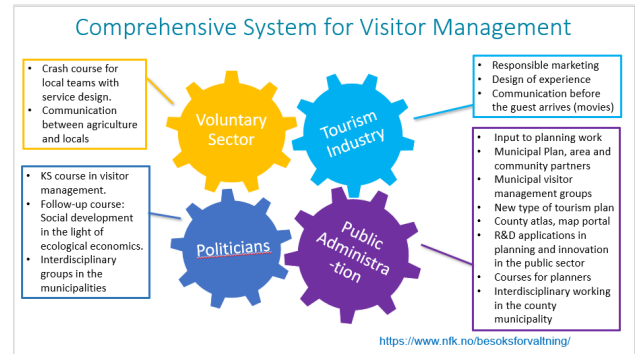 Comprehensive System for Visitor Management
• Crash course for
local teams with
service design.
• Communication
between agriculture
and locals
Voluntary
Sector
Tourism
Industry
• Responsible marketing
• Design of experience
• Communication before
the guest arrives (movies)
• KS course in visitor
management.
• Follow-up course:
Social development
in the light of
ecological economics.
• Interdisciplinary
groups in the
municipalities
Politicians
Public
Administra
-tion
• Input to planning work
• Municipal Plan, area and
community partners
• Municipal visitor
management groups
• New type of tourism plan
• County atlas, map portal
• R&D applications in
planning and innovation
in the public sector
• Courses for planners
• Interdisciplinary working
in the county
municipality
https://www.nfk.no/besoksforvaltning/